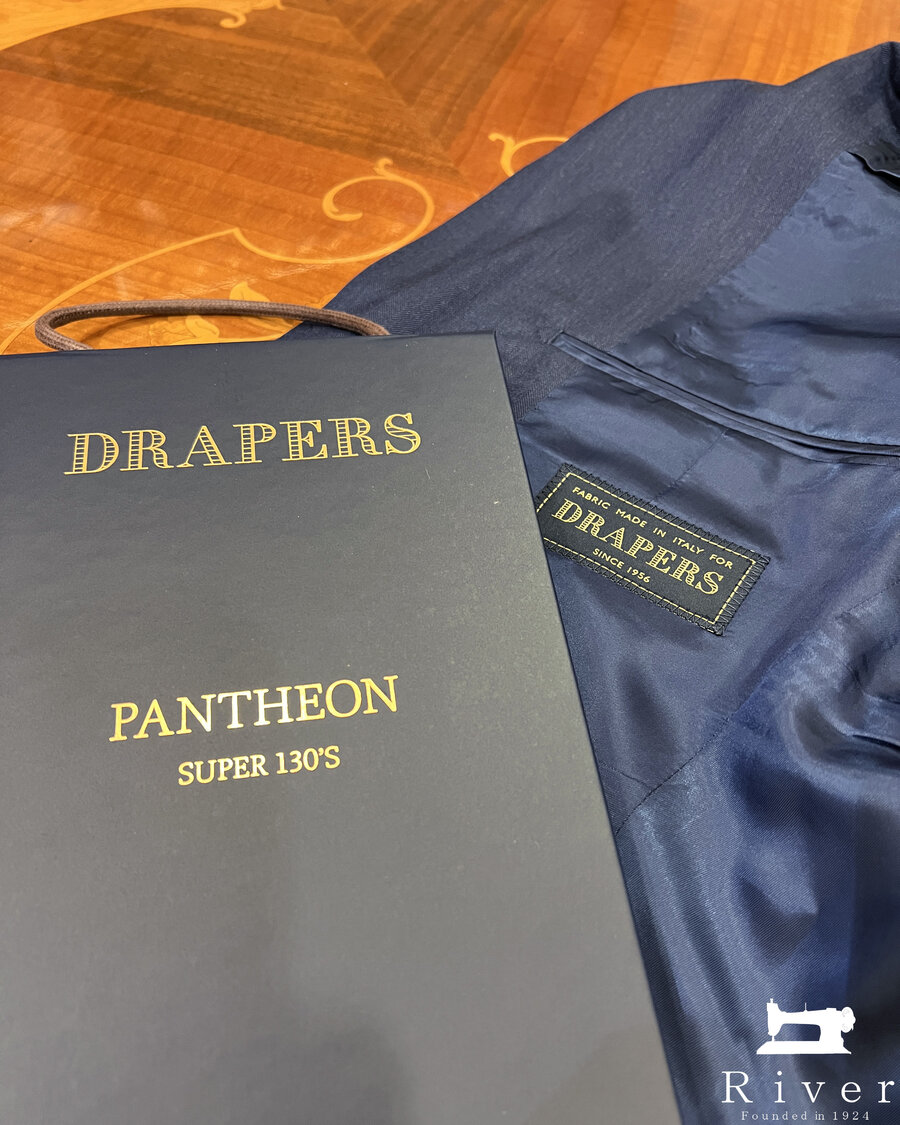 DRAPERS
PANTHEON
SUPER 130'S
FABRIC MADE IN ITALY FOR
DRAPERS
SINCE 1956
River
Founded in 1924